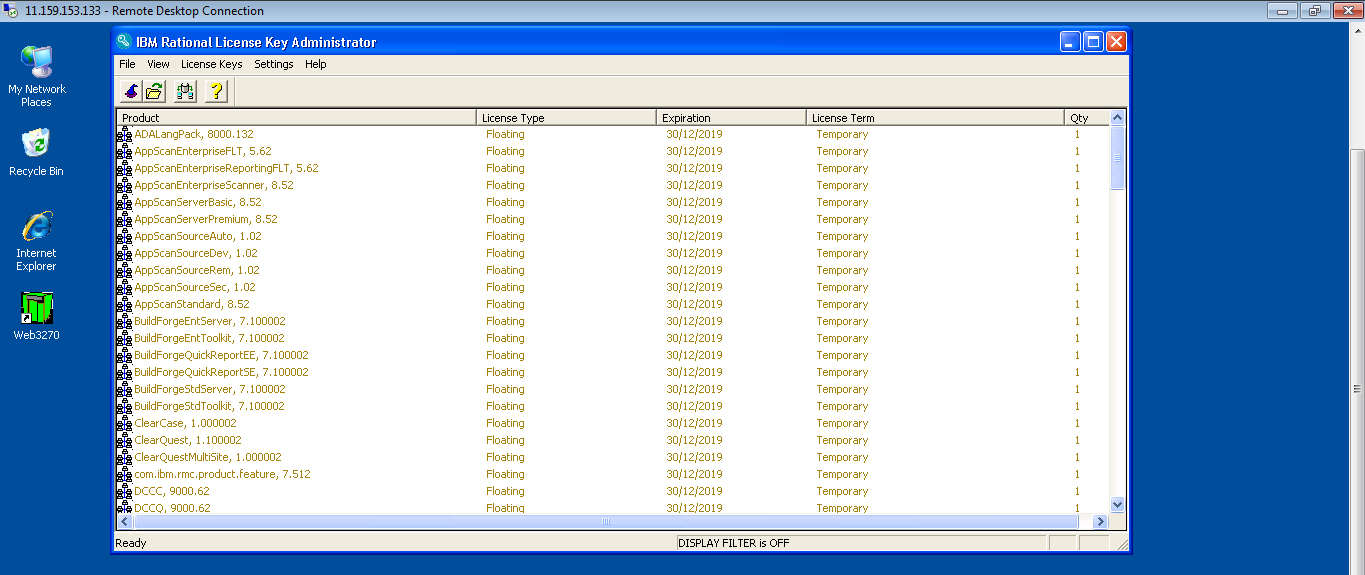 11.159.153.133 - Remote Desktop Connection
My Network Places
Recycle Bin
Internet Explorer
Web3270
IBM Rational License Key Administrator
File View License Keys Settings Help
Product License Type Expiration License Term Qty
ADALangPack, 8000.132 Floating 30/12/2019 Temporary 1
AppScanEnterpriseFLT, 5.62 Floating 30/12/2019 Temporary 1
AppScanEnterpriseReportingFLT, 5.62 Floating 30/12/2019 Temporary 1
AppScanEnterpriseScanner, 8.52 Floating 30/12/2019 Temporary 1
AppScanServerBasic, 8.52 Floating 30/12/2019 Temporary 1
AppScanServerPremium, 8.52 Floating 30/12/2019 Temporary 1
AppScanSourceAuto, 1.02 Floating 30/12/2019 Temporary 1
AppScanSourceDev, 1.02 Floating 30/12/2019 Temporary 1
AppScanSourceRem, 1.02 Floating 30/12/2019 Temporary 1
AppScanSourceSec, 1.02 Floating 30/12/2019 Temporary 1
AppScanStandard, 8.52 Floating 30/12/2019 Temporary 1
BuildForgeEntServer, 7.100002 Floating 30/12/2019 Temporary 1
BuildForgeEntToolkit, 7.100002 Floating 30/12/2019 Temporary 1
BuildForgeQuickReportEE, 7.100002 Floating 30/12/2019 Temporary 1
BuildForgeQuickReportSE, 7.100002 Floating 30/12/2019 Temporary 1
BuildForgeStdServer, 7.100002 Floating 30/12/2019 Temporary 1
BuildForgeStdToolkit, 7.100002 Floating 30/12/2019 Temporary 1
ClearCase, 1.000002 Floating 30/12/2019 Temporary 1
ClearQuest, 1.100002 Floating 30/12/2019 Temporary 1
ClearQuestMultiSite, 1.000002 Floating 30/12/2019 Temporary 1
com.ibm.rmc.product.feature, 7.512 Floating 30/12/2019 Temporary 1
DCCC, 9000.62 Floating 30/12/2019 Temporary 1
DCCQ, 9000.62 Floating 30/12/2019 Temporary 1
Ready DISPLAY FILTER is OFF